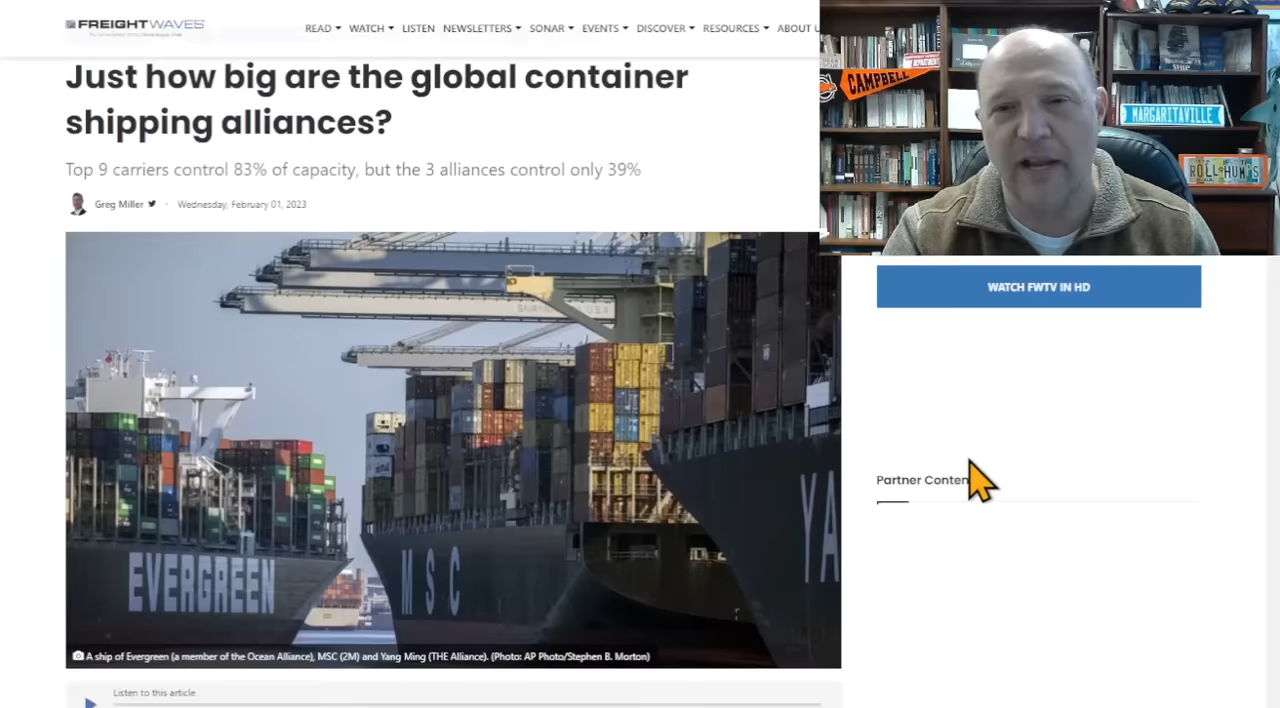 FREIGHTWAVES
READ WATCH LISTEN NEWSLETTERS SONAR EVENTS DISCOVER RESOURCES ABOUT U
Just how big are the global container
shipping alliances?
Top 9 carriers control 83% of capacity, but the 3 alliances control only 39%
Greg Miller · Wednesday, February 01, 2023
EVERGREEN
MSC
YA
A ship of Evergreen (a member of the Ocean Alliance), MSC (2M) and Yang Ming (THE Alliance). (Photo: AP Photo/Stephen B. Morton)
Listen to this article
CAMPBELL
MARGARITAVILLE
ROLL HUMPS
WATCH FWTV IN HD
Partner Conten